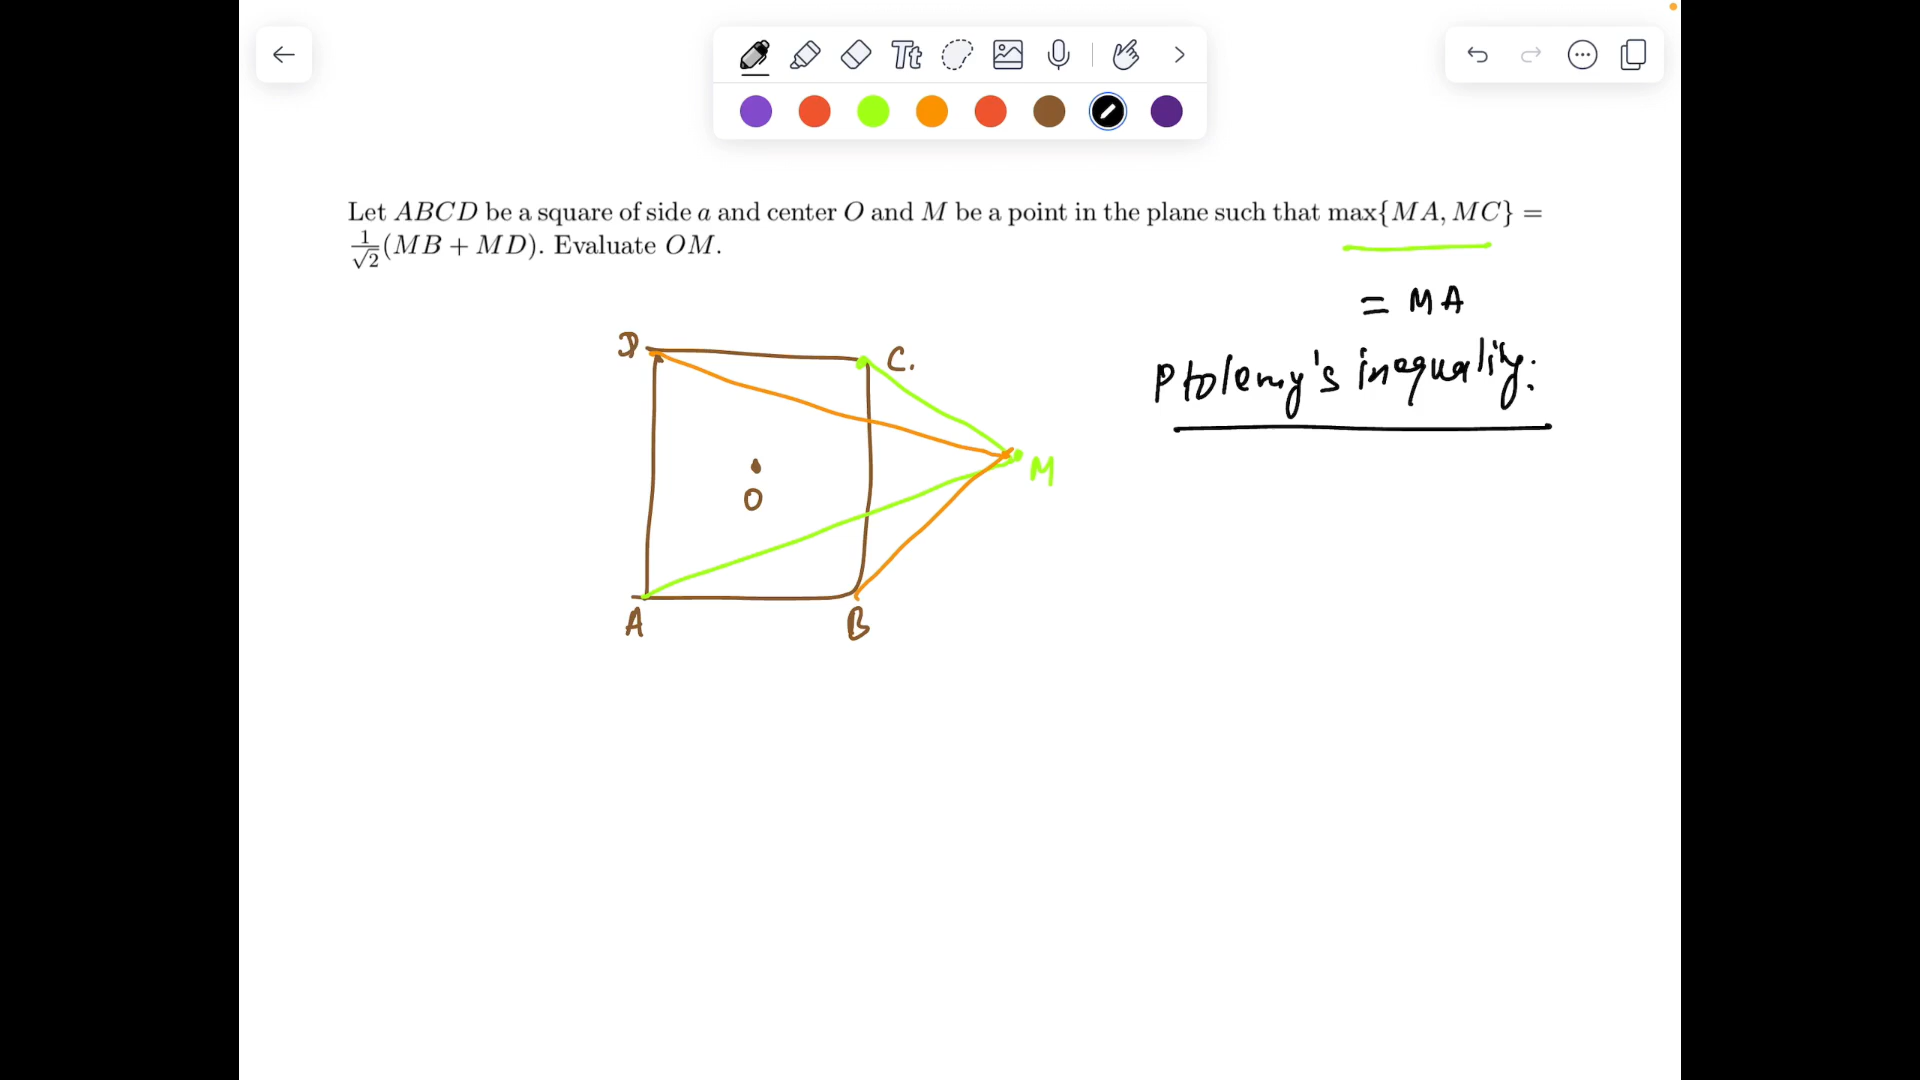 Tt
Let ABCD be a square of side a and center O and M be a point in the plane such that max{MA, MC} =
1/√2(MB + MD). Evaluate OM.
= MA
Ptolemy's inequality:
D
C.
M
O
A
B